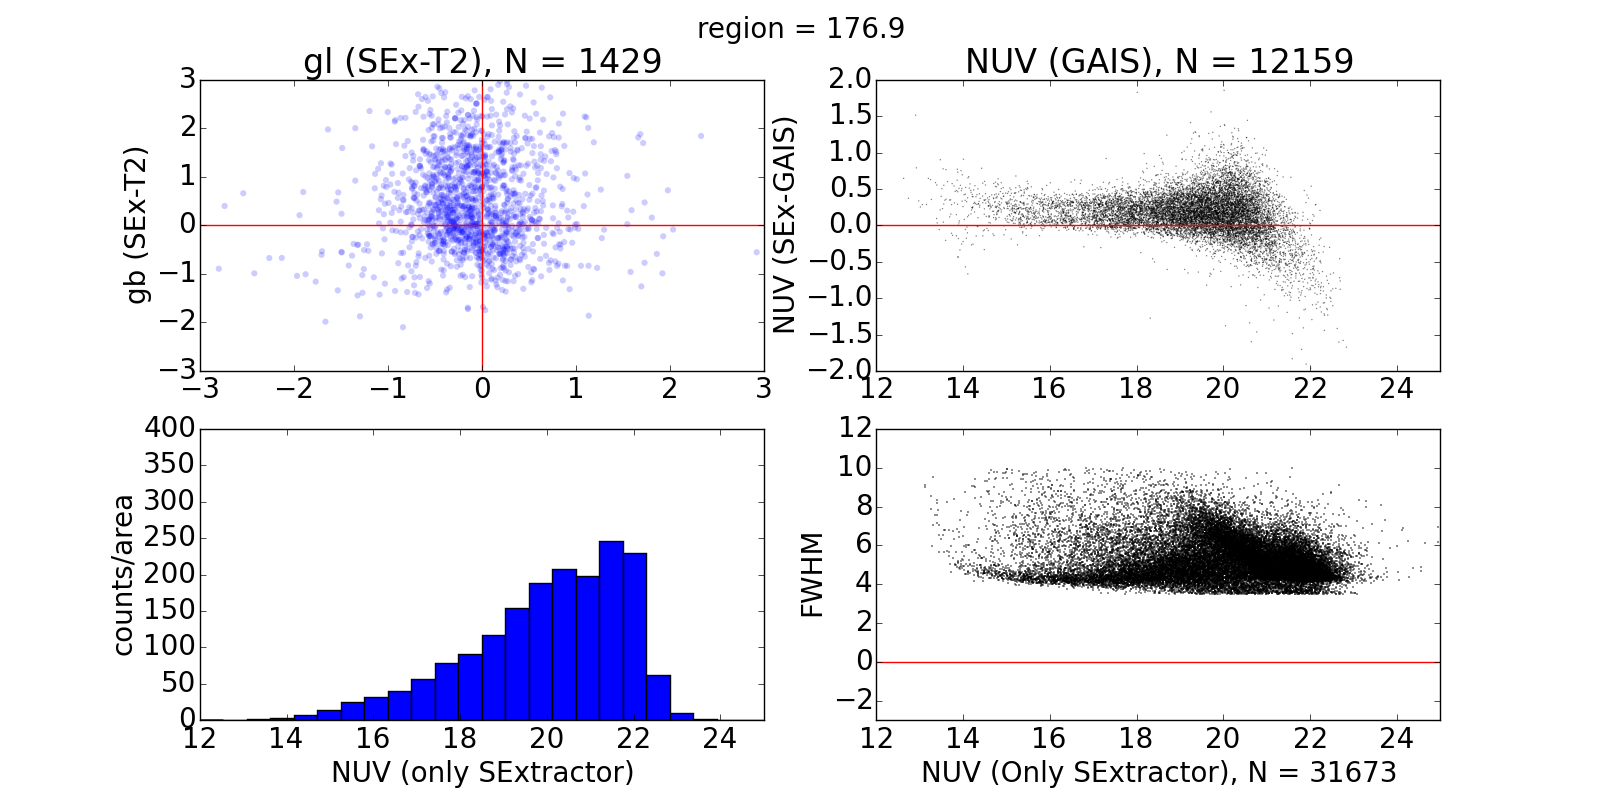 region = 176.9
gl (SEx-T2), N = 1429
3
2
1
0
−1
−2
−3
gb (SEx-T2)
−3 −2 −1 0 1 2 3
NUV (GAIS), N = 12159
2.0
1.5
1.0
0.5
0.0
−0.5
−1.0
−1.5
−2.0
NUV (SEx-GAIS)
12 14 16 18 20 22 24
400
350
300
250
200
150
100
50
0
counts/area
12 14 16 18 20 22 24
NUV (only SExtractor)
12
10
8
6
4
2
0
−2
FWHM
12 14 16 18 20 22 24
NUV (Only SExtractor), N = 31673